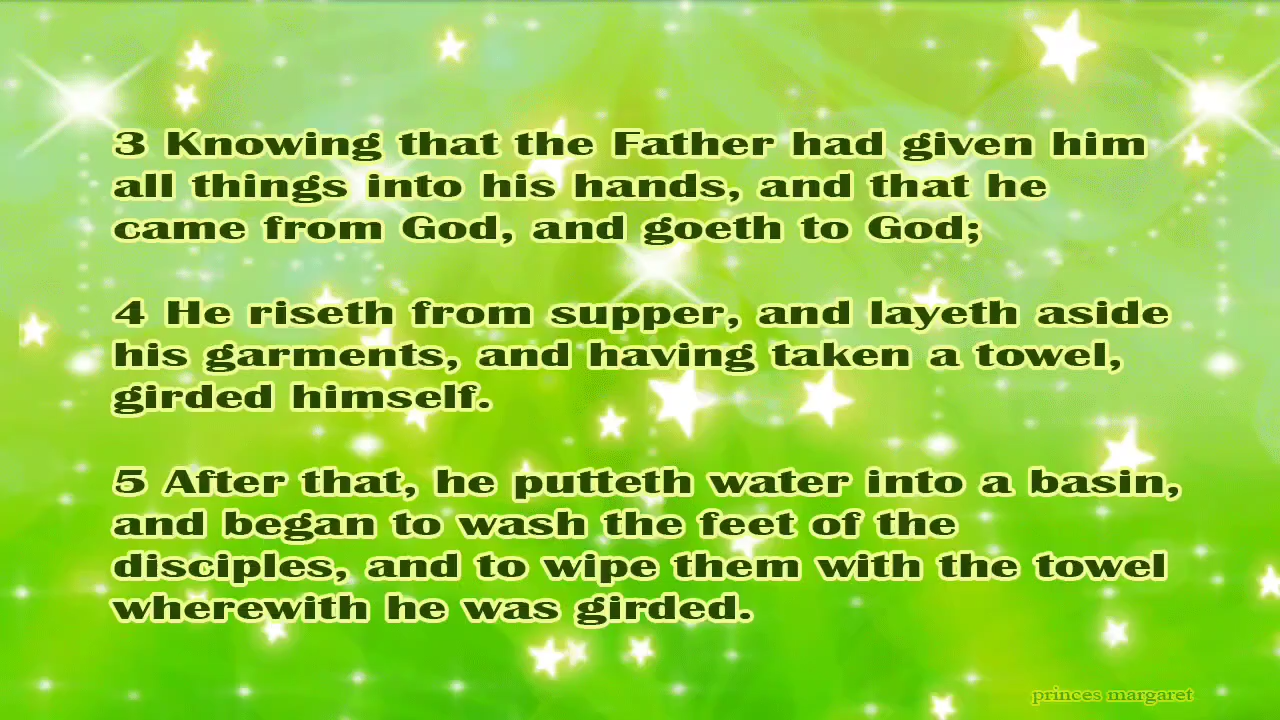 3 Knowing that the Father had given him
all things into his hands, and that he
came from God, and goeth to God;
4 He riseth from supper, and layeth aside
his garments, and having taken a towel,
girded himself.
5 After that, he putteth water into a basin,
and began to wash the feet of the
disciples, and to wipe them with the towel
wherewith he was girded.
princes margaret